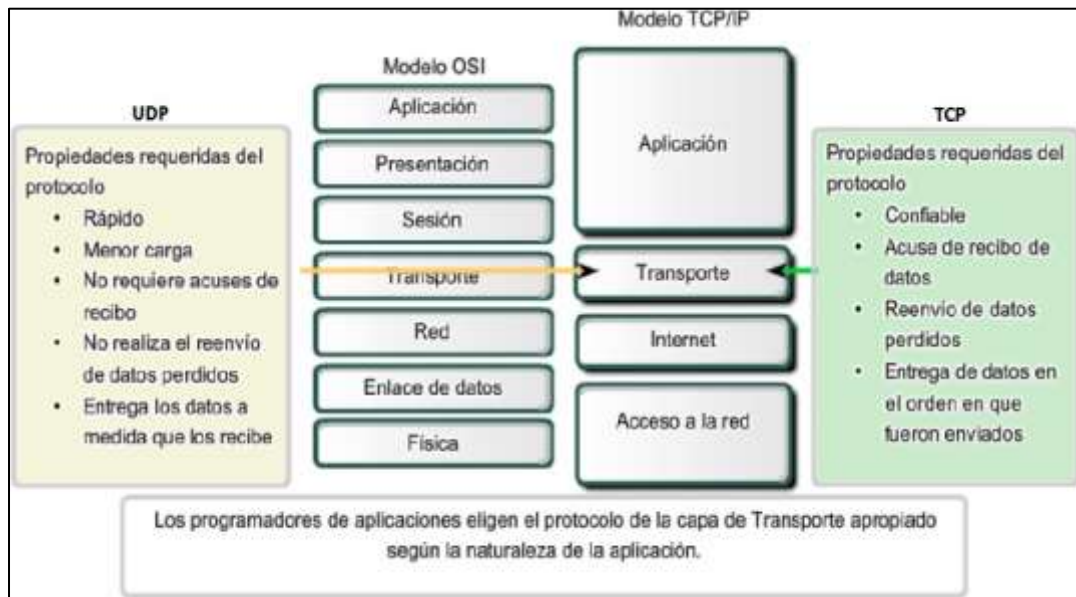 Modelo TCP/IP
Modelo OSI
UDP
Propiedades requeridas del
protocolo
• Rápido
• Menor carga
• No requiere acuses de
recibo
• No realiza el reenvío
de datos perdidos
• Entrega los datos a
medida que los recibe
Aplicación
Presentación
Sesión
Transporte
Red
Enlace de datos
Física
Aplicación
Transporte
Internet
Acceso a la red
TCP
Propiedades requeridas del
protocolo
• Confiable
• Acuse de recibo de
datos
• Reenvío de datos
perdidos
• Entrega de datos en
el orden en que
fueron enviados
Los programadores de aplicaciones eligen el protocolo de la capa de Transporte apropiado
según la naturaleza de la aplicación.